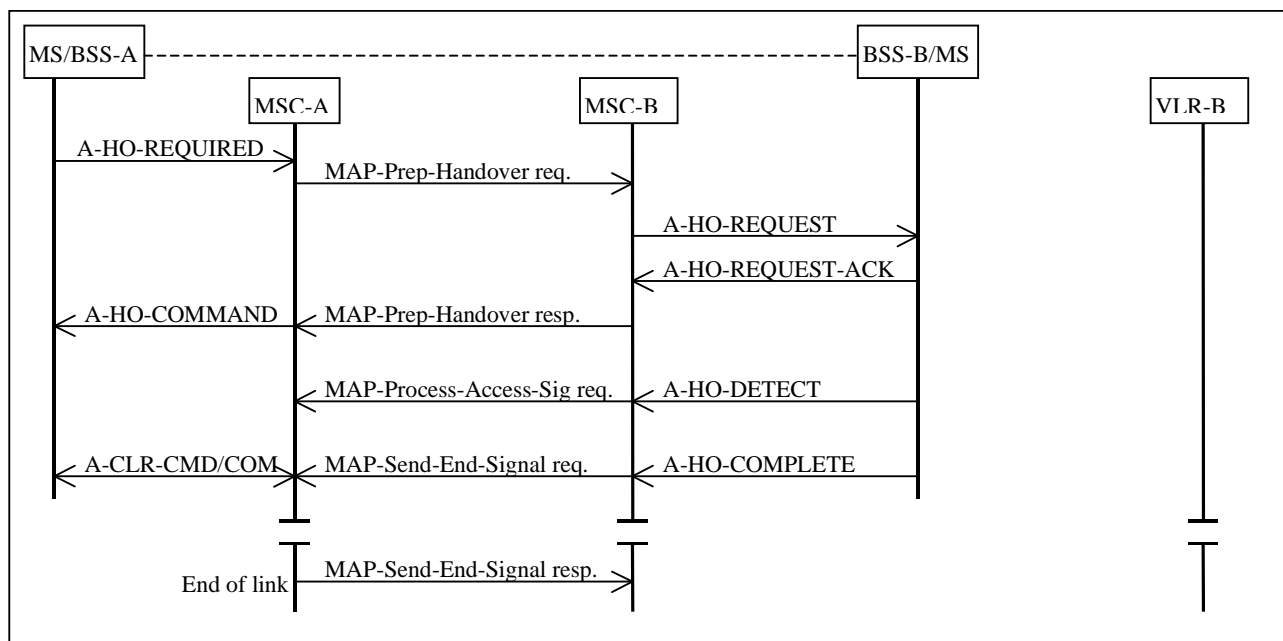 MS/BSS-A
BSS-B/MS
MSC-A
MSC-B
VLR-B
A-HO-REQUIRED
MAP-Prep-Handover req.
A-HO-REQUEST
A-HO-REQUEST-ACK
A-HO-COMMAND
MAP-Prep-Handover resp.
MAP-Process-Access-Sig req.
A-HO-DETECT
A-CLR-CMD/COM
MAP-Send-End-Signal req.
A-HO-COMPLETE
End of link
MAP-Send-End-Signal resp.